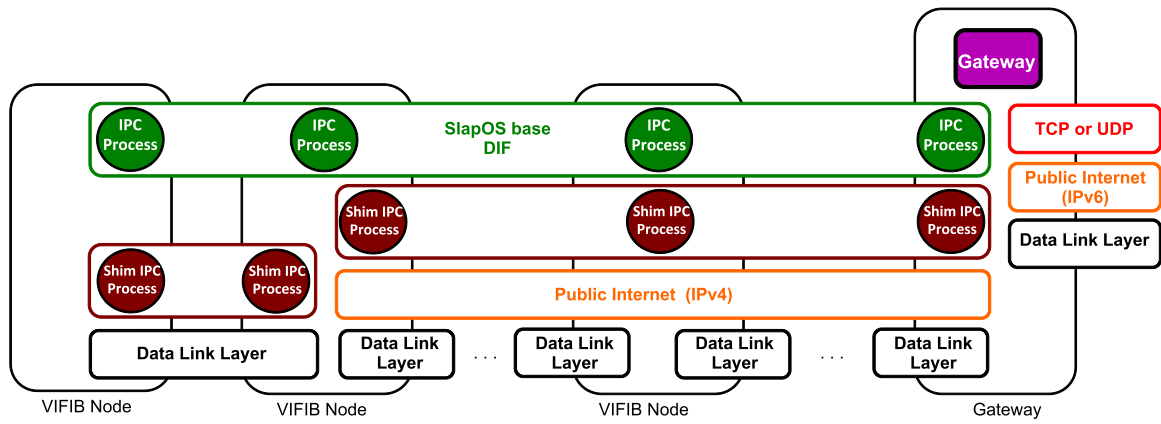 Gateway
IPC
Process
IPC
Process
SlapOS base
DIF
IPC
Process
IPC
Process
TCP or UDP
Public Internet
(IPv6)
Shim IPC
Process
Shim IPC
Process
Shim IPC
Process
Data Link Layer
Shim IPC
Process
Shim IPC
Process
Public Internet (IPv4)
Data Link Layer
Data Link
Layer
. . .
Data Link
Layer
Data Link
Layer
. . .
Data Link
Layer
VIFIB Node
VIFIB Node
VIFIB Node
Gateway